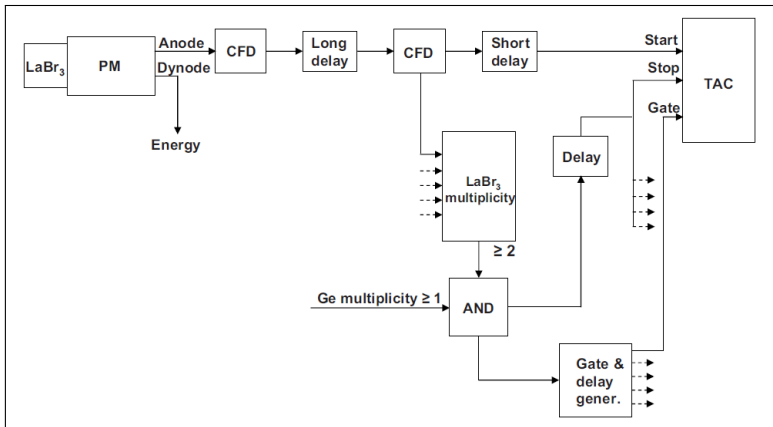 LaBr₃
PM
Anode
Dynode
Energy
CFD
Long
delay
CFD
Short
delay
Start
Stop
Gate
TAC
LaBr₃
multiplicity
Delay
≥ 2
Ge multiplicity ≥ 1
AND
Gate &
delay
gener.